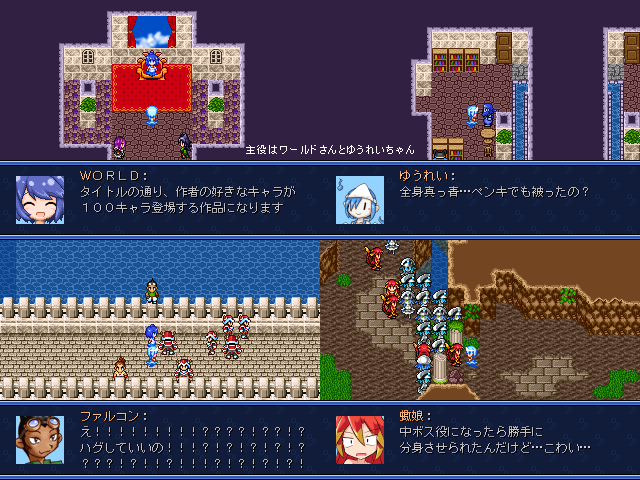 主役はワールドさんとゆうれいちゃん
ＷＯＲＬＤ：
タイトルの通り、作者の好きなキャラが
１００キャラ登場する作品になります
ゆうれい：
全身真っ青…ペンキでも被ったの？
ファルコン：
え！！！！！！！！！？？？？！？！？
ハグしていいの！！！？！？！？！？！？
？？？！？！？！！！！！！！！！！！！
蠍娘：
中ボス役になったら勝手に
分身させられたんだけど…こわい…